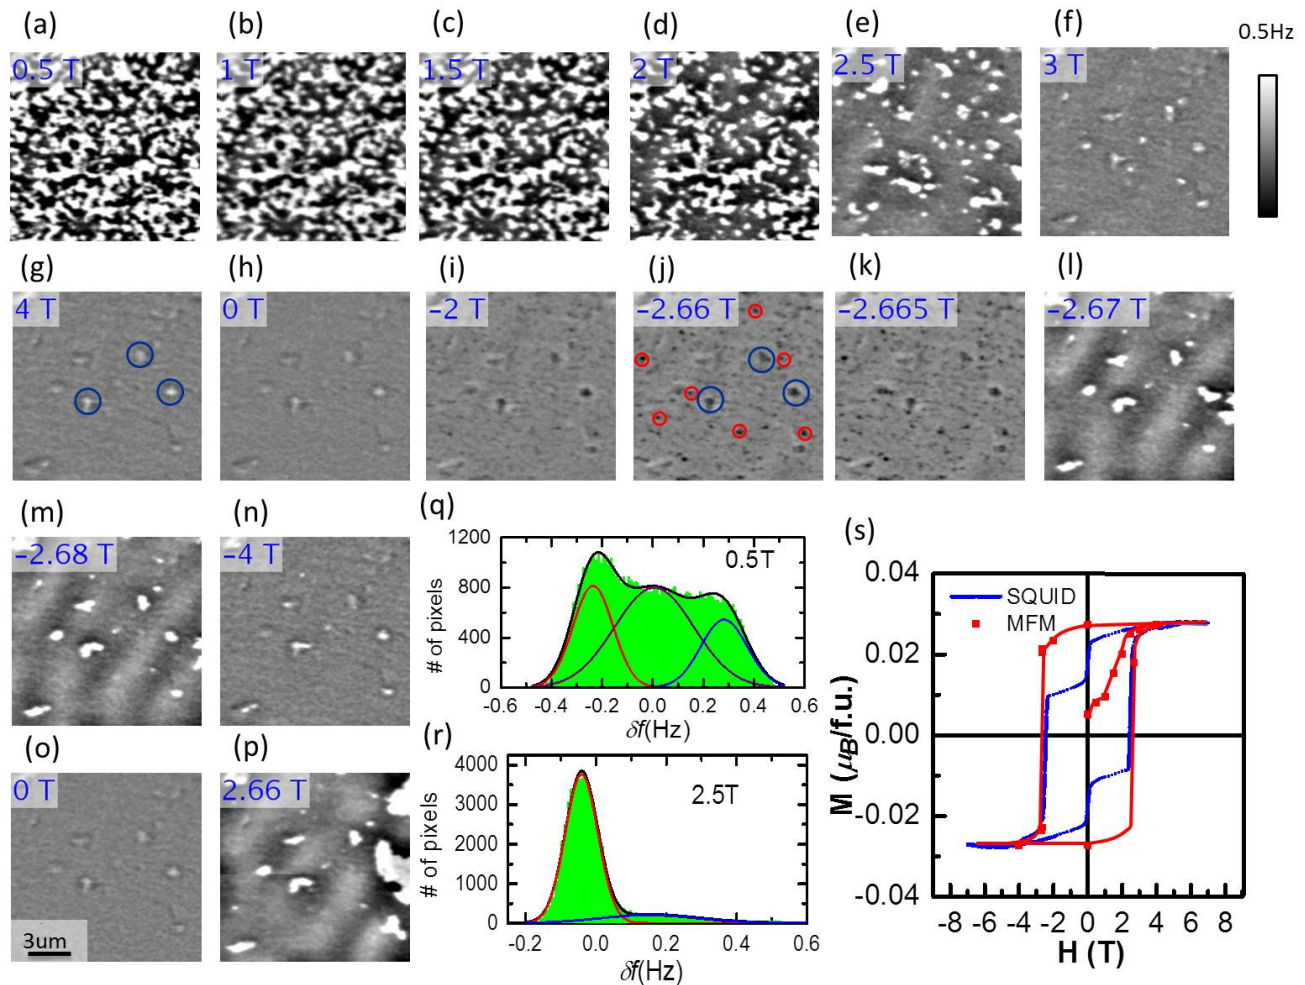 (a) (b) (c) (d) (e) (f) 0.5Hz
0.5 T 1 T 1.5 T 2 T 2.5 T 3 T
(g) (h) (i) (j) (k) (l)
4 T 0 T −2 T −2.66 T −2.665 T −2.67 T
(m) (n) (q) (s)
−2.68 T −4 T
1200
800
400
0
# of pixels
0.5T
-0.6 -0.4 -0.2 0.0 0.2 0.4 0.6
δf(Hz)
(o) (p) (r)
0 T 2.66 T
3um
4000
3000
2000
1000
0
# of pixels
2.5T
-0.2 0.0 0.2 0.4 0.6
δf(Hz)
0.04
0.02
0.00
-0.02
-0.04
M (μB/f.u.)
SQUID
MFM
-8 -6 -4 -2 0 2 4 6 8
H (T)